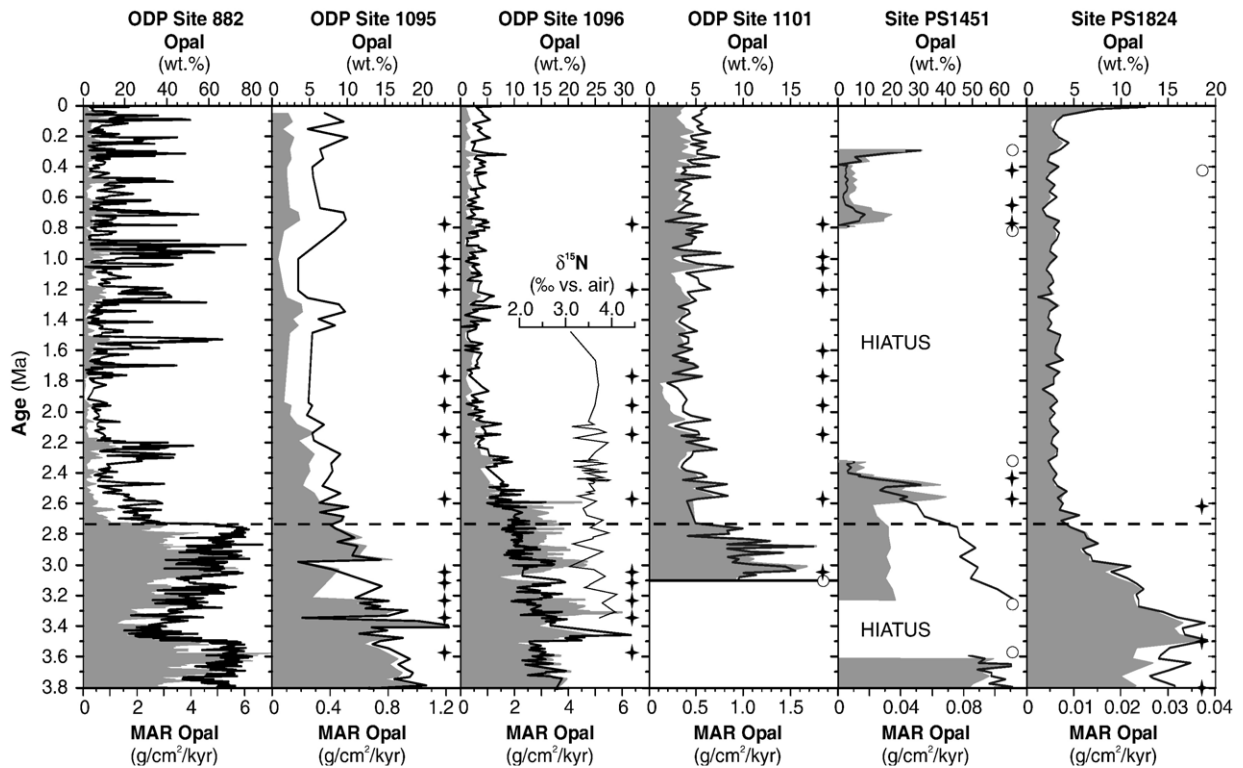 ODP Site 882
Opal
(wt.%)
0 20 40 60 80
ODP Site 1095
Opal
(wt.%)
0 5 10 15 20
ODP Site 1096
Opal
(wt.%)
0 5 10 15 20 25 30
ODP Site 1101
Opal
(wt.%)
0 5 10 15
Site PS1451
Opal
(wt.%)
0 10 20 30 40 50 60
Site PS1824
Opal
(wt.%)
0 5 10 15 20
Age (Ma)
0
0.2
0.4
0.6
0.8
1.0
1.2
1.4
1.6
1.8
2.0
2.2
2.4
2.6
2.8
3.0
3.2
3.4
3.6
3.8
δ¹⁵N
(‰ vs. air)
2.0 3.0 4.0
HIATUS
HIATUS
0 2 4 6 8
MAR Opal
(g/cm²/kyr)
0 0.4 0.8 1.2
MAR Opal
(g/cm²/kyr)
0 2 4 6
MAR Opal
(g/cm²/kyr)
0 0.5 1.0 1.5
MAR Opal
(g/cm²/kyr)
0 0.04 0.08
MAR Opal
(g/cm²/kyr)
0 0.01 0.02 0.03 0.04
MAR Opal
(g/cm²/kyr)